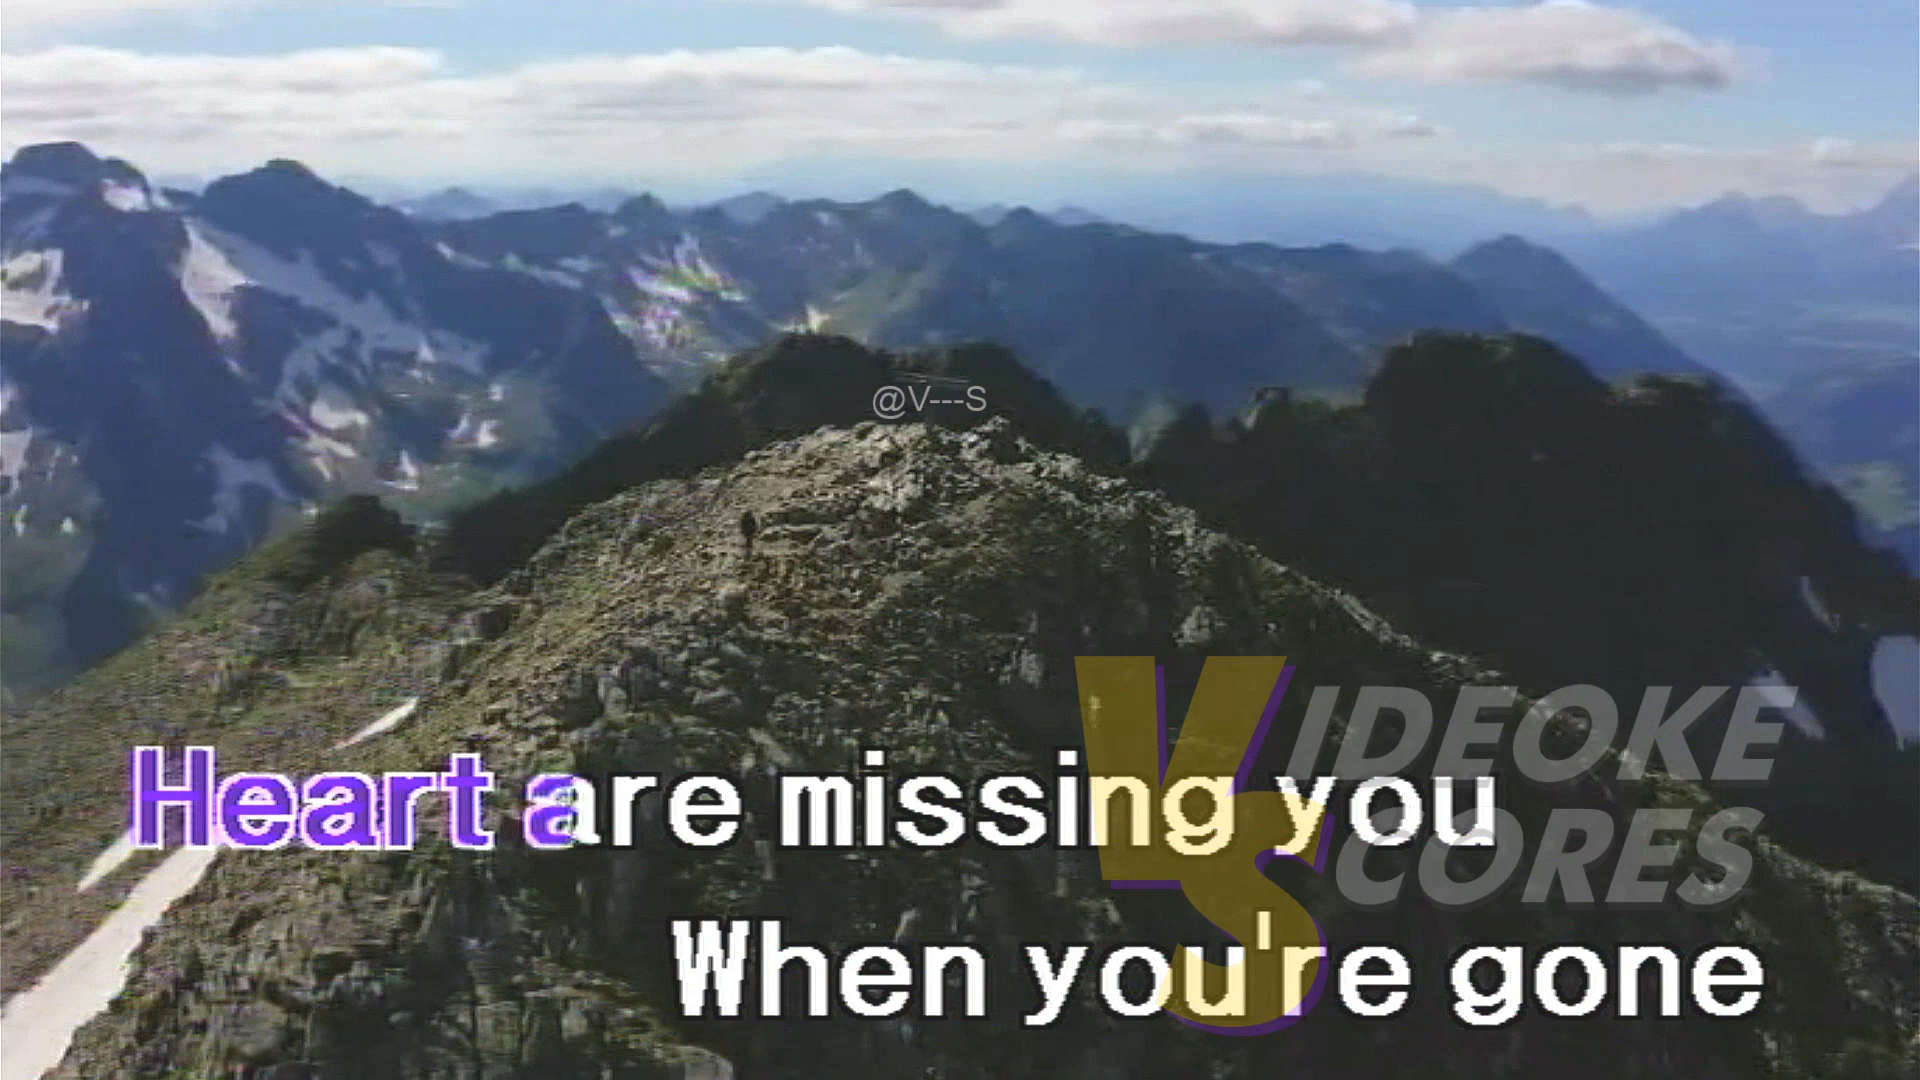 @V---S
VIDEOKE
SCORES
Heart are missing you
When you're gone